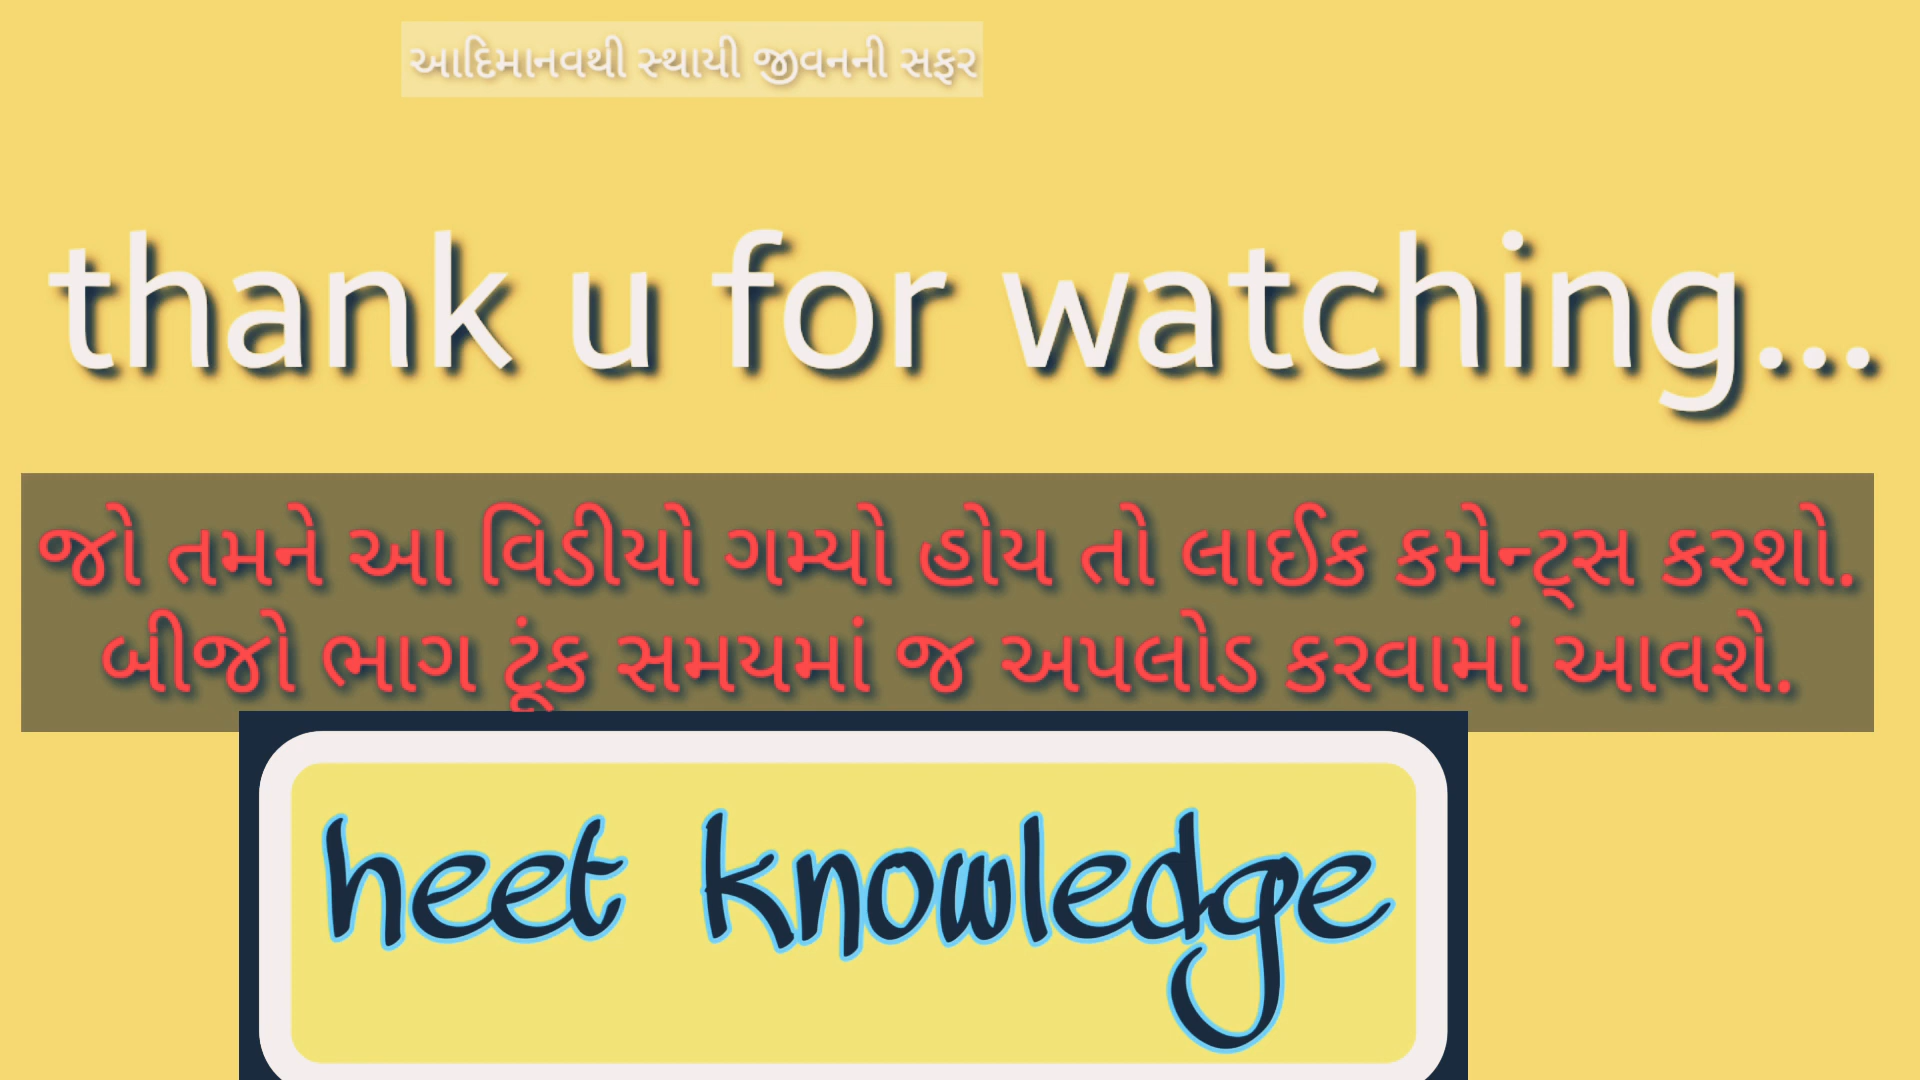 આદિમાનવથી સ્થાયી જીવનની સફર
thank u for watching...
જો તમને આ વિડીયો ગમ્યો હોય તો લાઈક કમેન્ટ્સ કરશો.
બીજો ભાગ ટૂંક સમયમાં જ અપલોડ કરવામાં આવશે.
heet knowledge